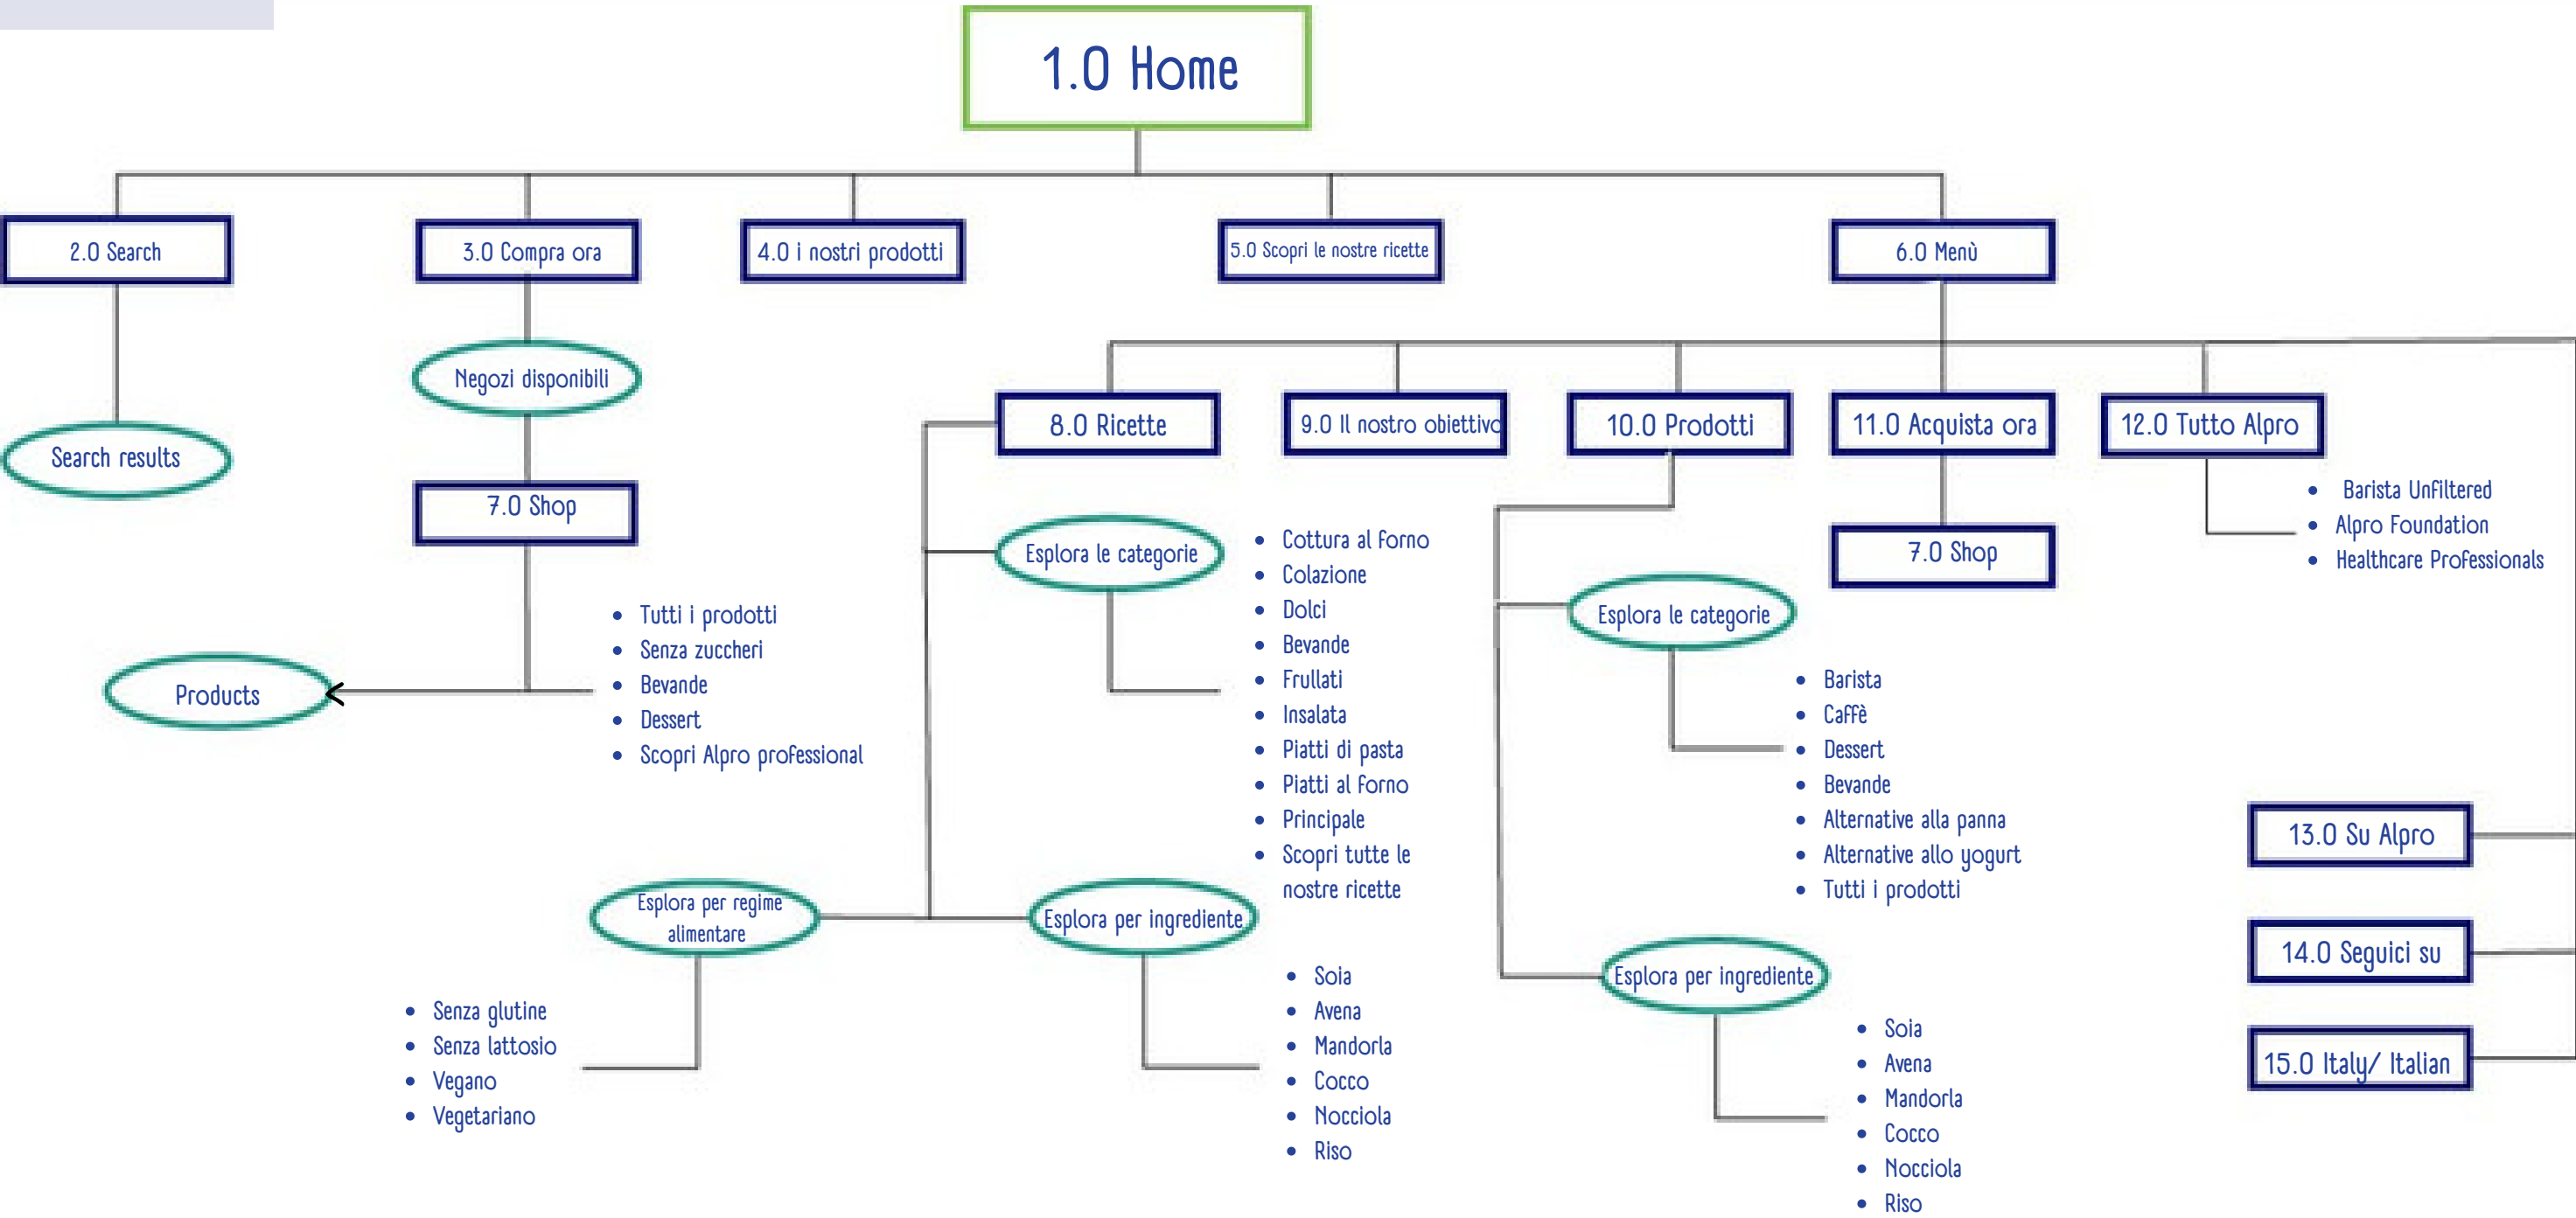 1.0 Home
2.0 Search
3.0 Compra ora
4.0 i nostri prodotti
5.0 Scopri le nostre ricette
6.0 Menù
Negozi disponibili
Search results
7.0 Shop
Products
Tutti i prodotti
Senza zuccheri
Bevande
Dessert
Scopri Alpro professional
8.0 Ricette
9.0 Il nostro obiettivo
10.0 Prodotti
11.0 Acquista ora
12.0 Tutto Alpro
Esplora le categorie
Cottura al forno
Colazione
Dolci
Bevande
Frullati
Insalata
Piatti di pasta
Piatti al forno
Principale
Scopri tutte le
nostre ricette
Esplora per regime
alimentare
Senza glutine
Senza lattosio
Vegano
Vegetariano
Esplora per ingrediente
Soia
Avena
Mandorla
Cocco
Nocciola
Riso
Esplora le categorie
Barista
Caffè
Dessert
Bevande
Alternative alla panna
Alternative allo yogurt
Tutti i prodotti
Esplora per ingrediente
Soia
Avena
Mandorla
Cocco
Nocciola
Riso
7.0 Shop
Barista Unfiltered
Alpro Foundation
Healthcare Professionals
13.0 Su Alpro
14.0 Seguici su
15.0 Italy/ Italian